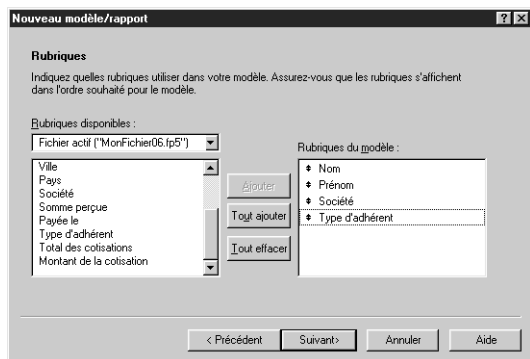 Nouveau modèle/rapport
Rubriques
Indiquez quelles rubriques utiliser dans votre modèle. Assurez-vous que les rubriques s'affichent
dans l'ordre souhaité pour le modèle.
Rubriques disponibles :
Fichier actif ("MonFichier06.fp5")
Ville
Pays
Société
Somme perçue
Payée le
Type d'adhérent
Total des cotisations
Montant de la cotisation
Ajouter
Tout ajouter
Tout effacer
Rubriques du modèle :
Nom
Prénom
Société
Type d'adhérent
< Précédent
Suivant>
Annuler
Aide